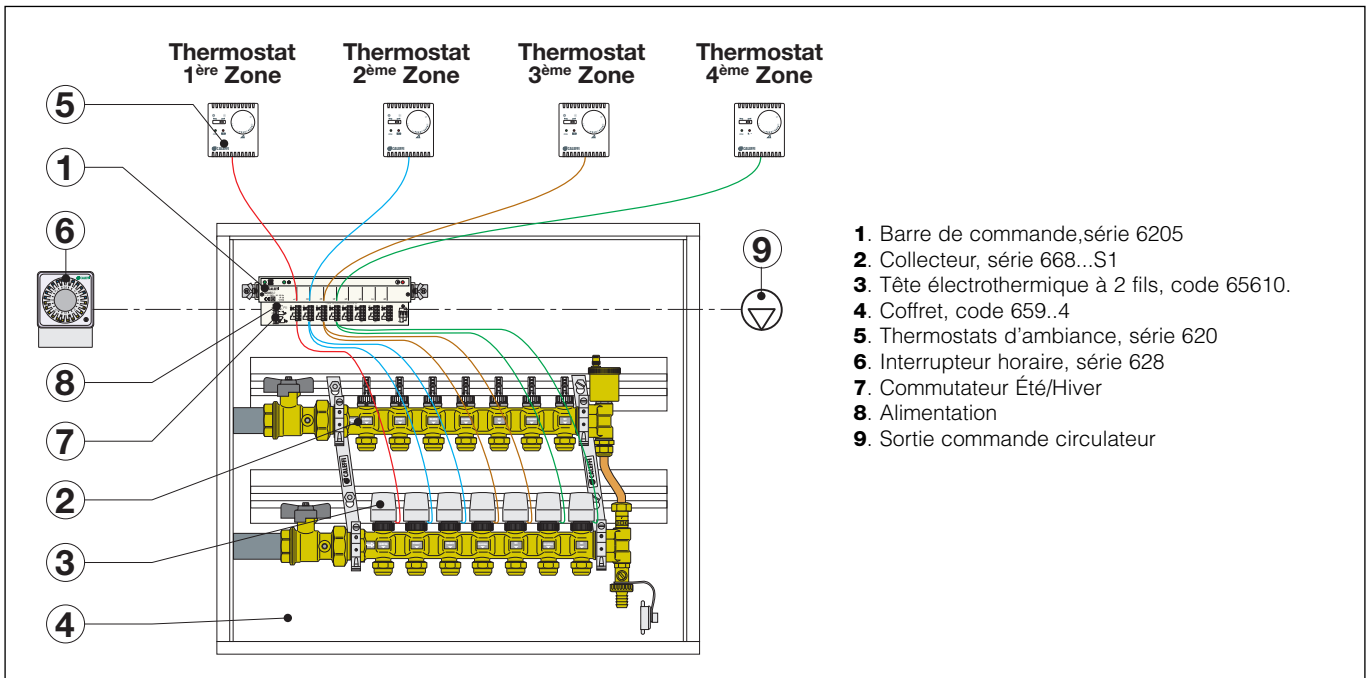 Thermostat
1ère Zone
Thermostat
2ème Zone
Thermostat
3ème Zone
Thermostat
4ème Zone
5
1
6
8
7
2
3
4
9
CALEFFI
CALEFFI
1. Barre de commande,série 6205
2. Collecteur, série 668...S1
3. Tête électrothermique à 2 fils, code 65610.
4. Coffret, code 659..4
5. Thermostats d'ambiance, série 620
6. Interrupteur horaire, série 628
7. Commutateur Été/Hiver
8. Alimentation
9. Sortie commande circulateur